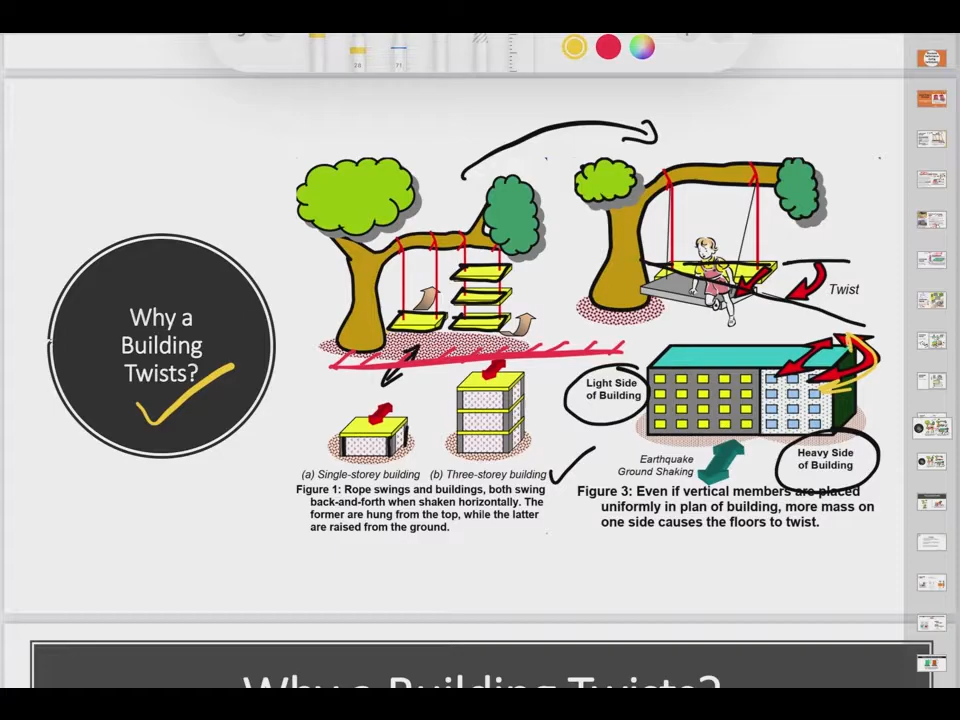 Why a
Building
Twists?
Twist
Light Side
of Building
Heavy Side
of Building
Earthquake
Ground Shaking
(a) Single-storey building (b) Three-storey building
Figure 1: Rope swings and buildings, both swing
back-and-forth when shaken horizontally. The
former are hung from the top, while the latter
are raised from the ground.
Figure 3: Even if vertical members are placed
uniformly in plan of building, more mass on
one side causes the floors to twist.
Why a Building Twists?